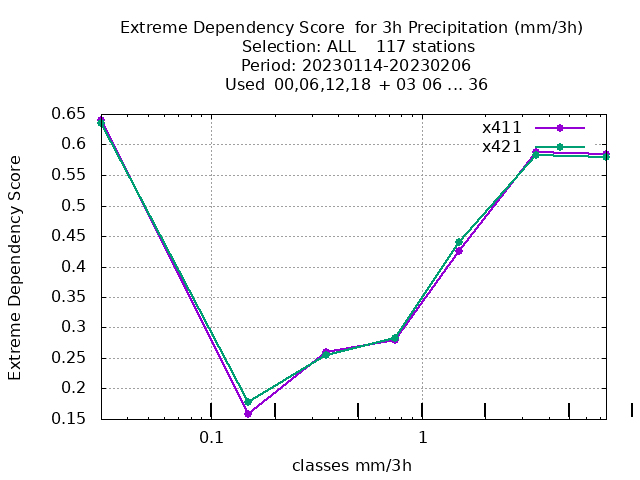 Extreme Dependency Score  for 3h Precipitation (mm/3h)
Selection: ALL    117 stations
Period: 20230114-20230206
Used  00,06,12,18 + 03 06 ... 36
x411
x421
0.65
0.6
0.55
0.5
0.45
0.4
0.35
0.3
0.25
0.2
0.15
Extreme Dependency Score
0.1
1
classes mm/3h